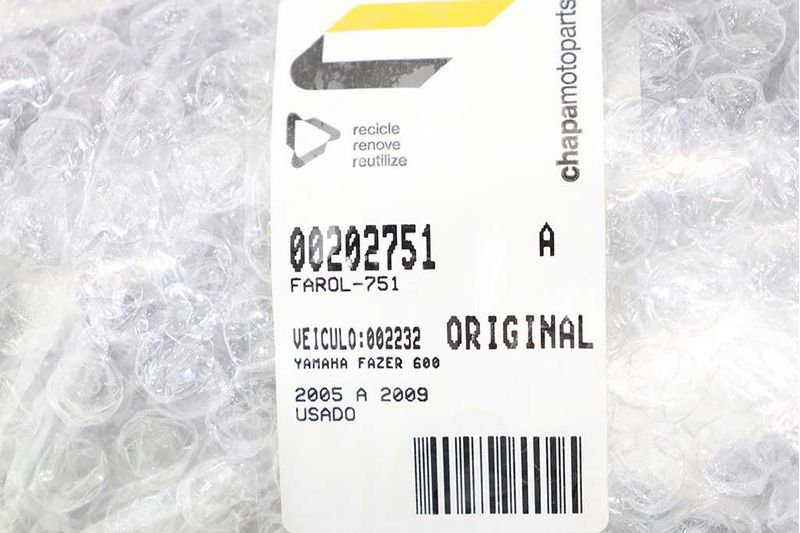 chapamotoparts
recicle
renove
reutilize
00202751 A
FAROL-751
VEICULO:002232 ORIGINAL
YAMAHA FAZER 600
2005 A 2009
USADO